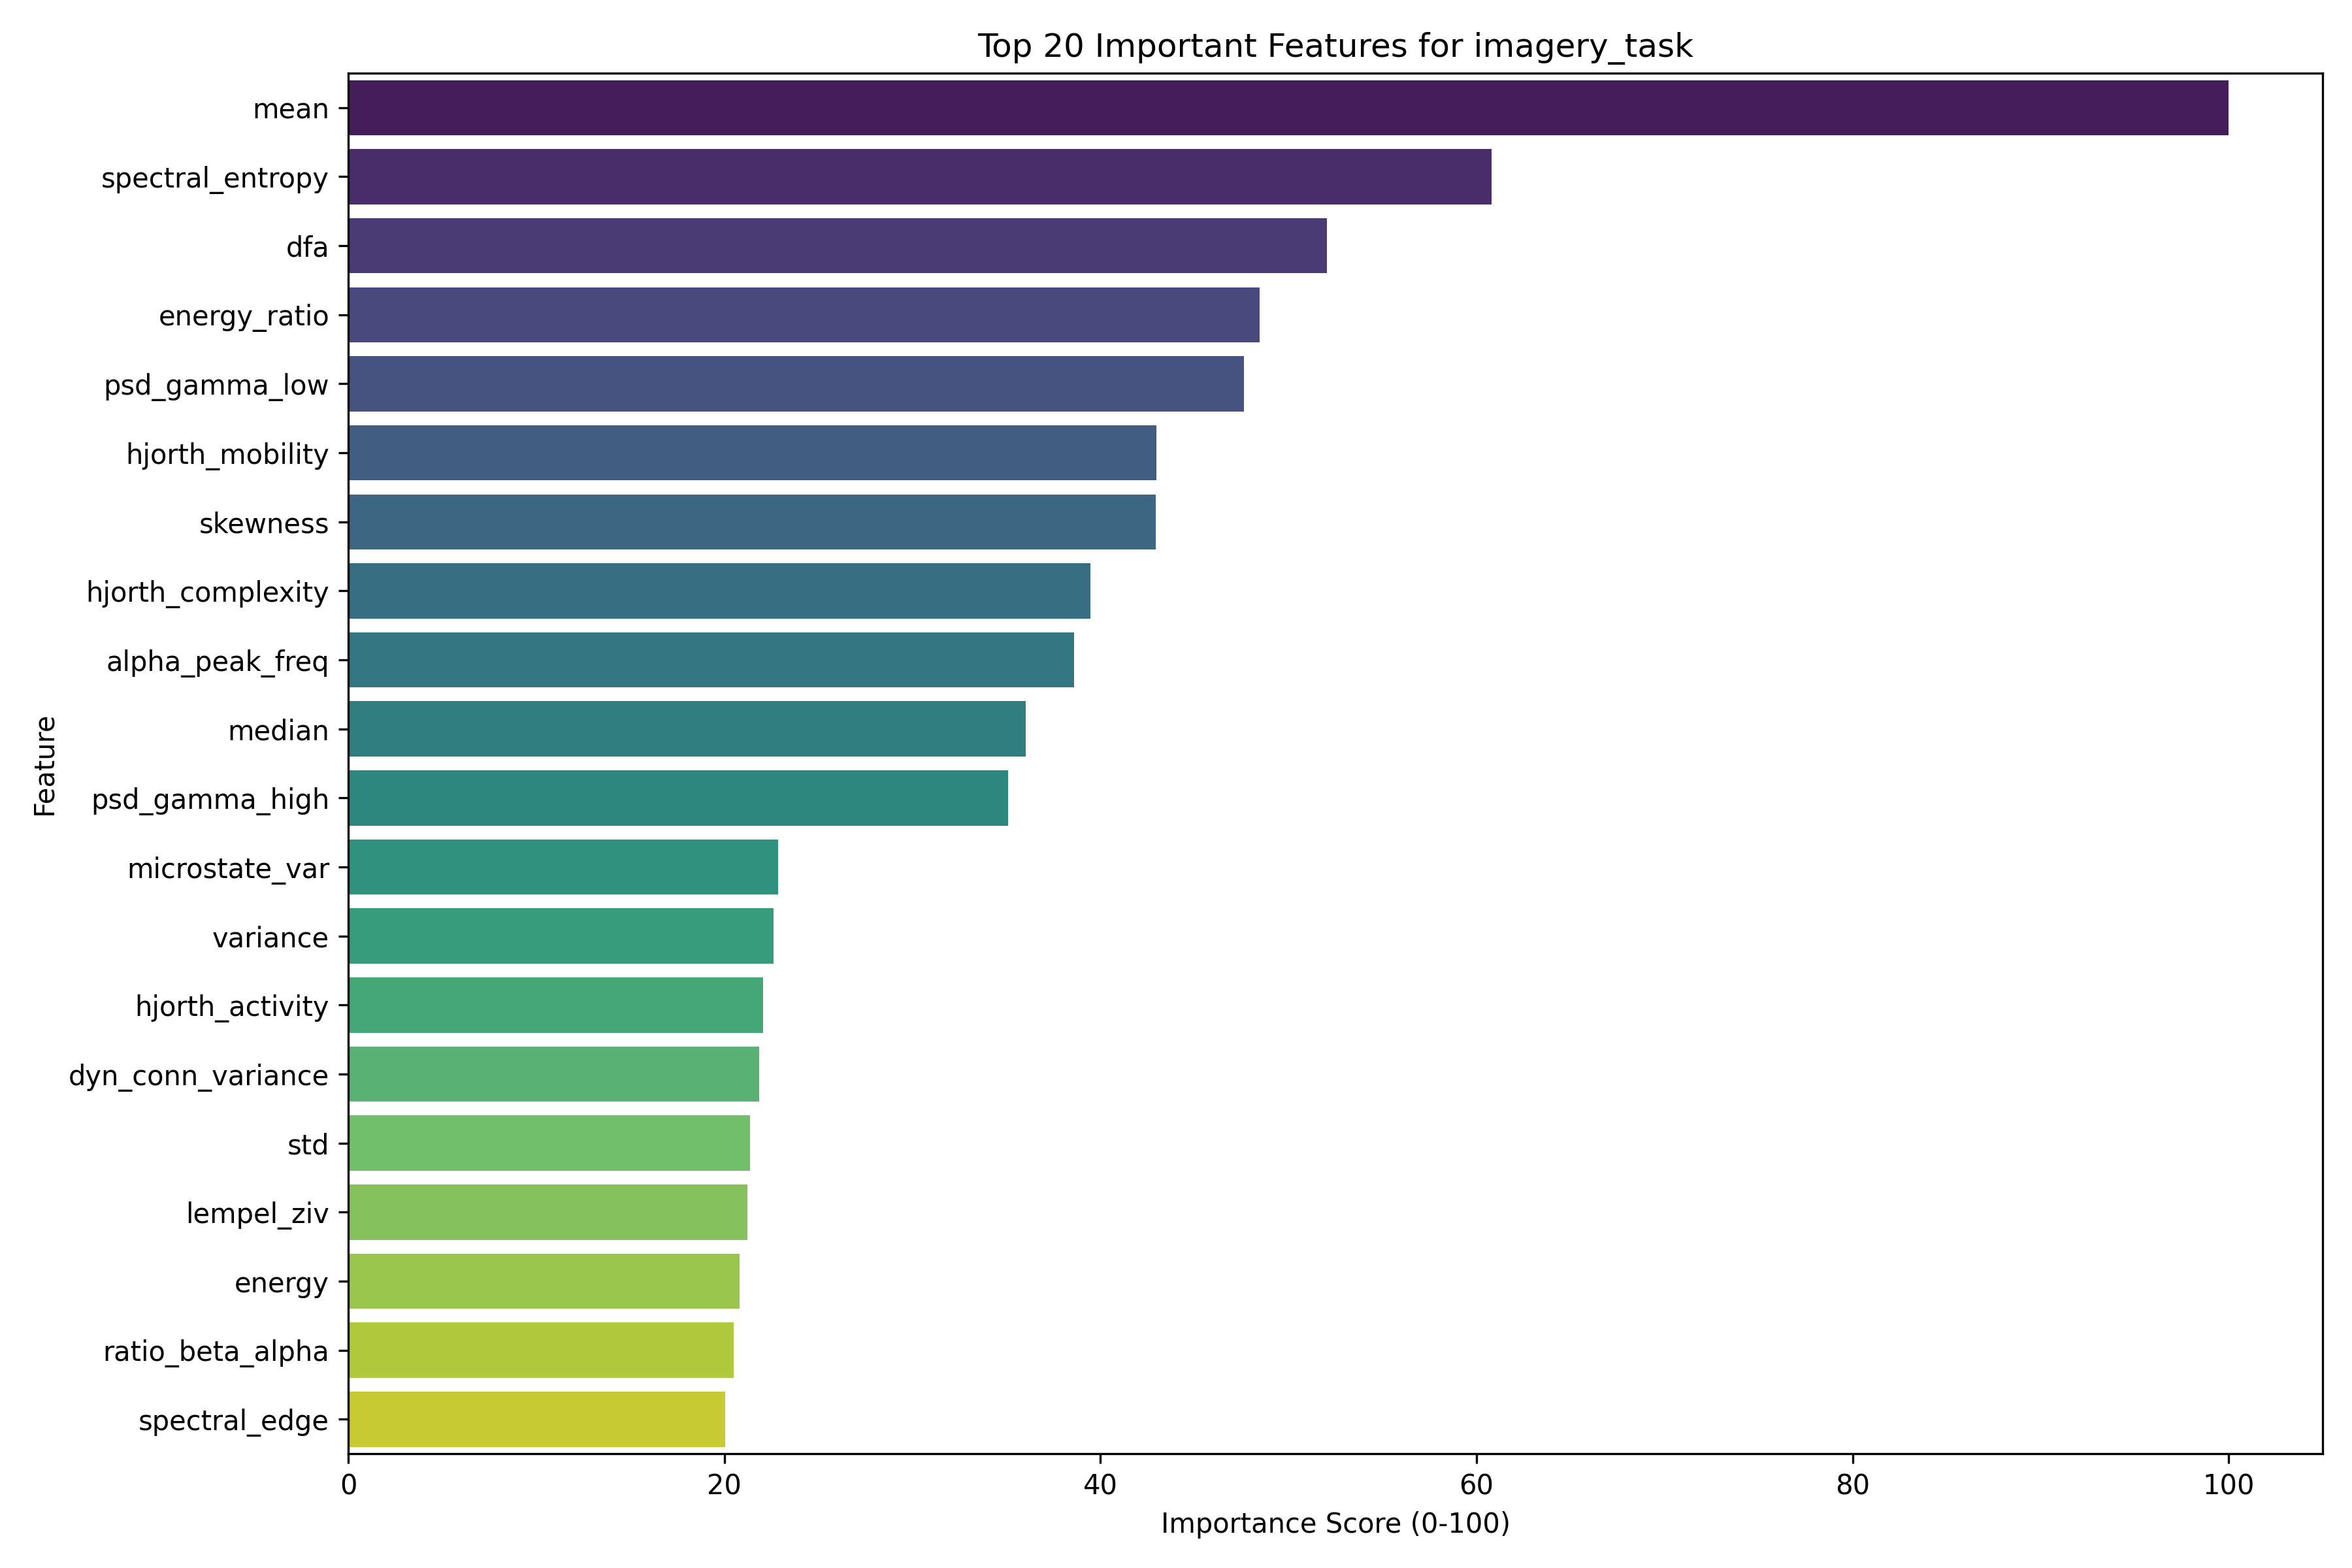 Top 20 Important Features for imagery_task
mean
spectral_entropy
dfa
energy_ratio
psd_gamma_low
hjorth_mobility
skewness
hjorth_complexity
alpha_peak_freq
median
psd_gamma_high
microstate_var
variance
hjorth_activity
dyn_conn_variance
std
lempel_ziv
energy
ratio_beta_alpha
spectral_edge
Feature
0 20 40 60 80 100
Importance Score (0-100)